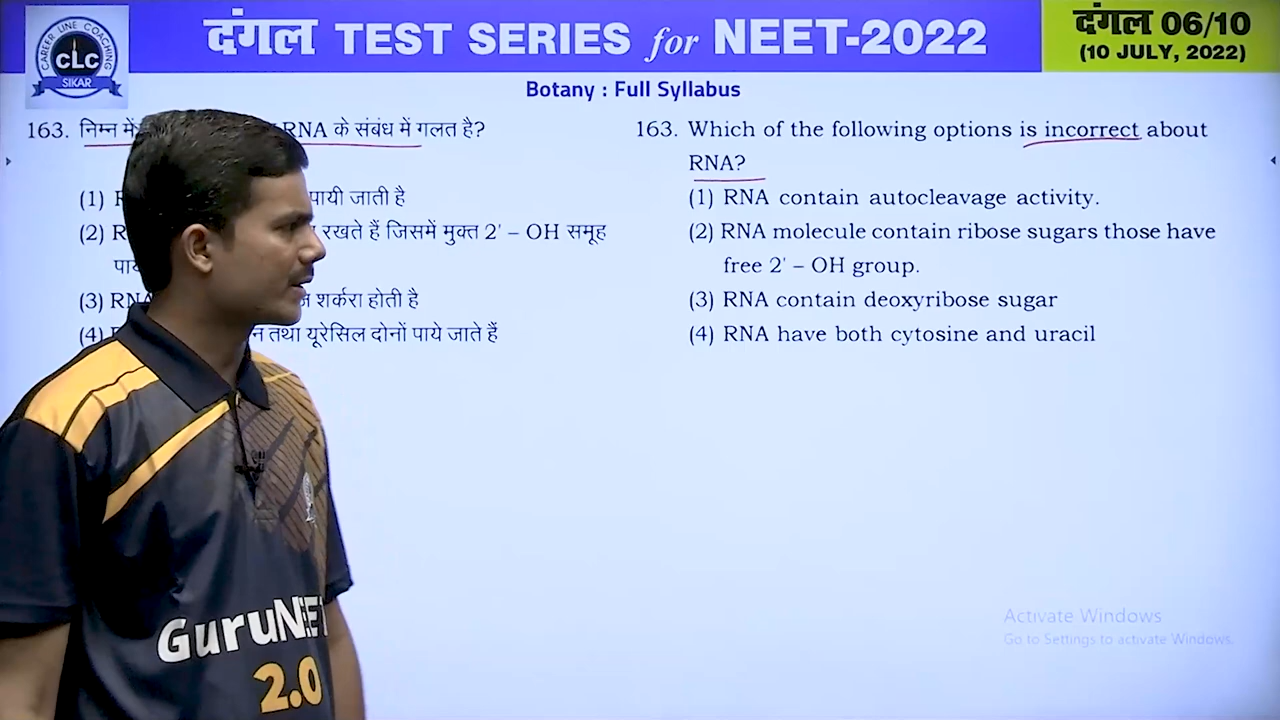 CAREER LINE COACHING
CLC
SIKAR
दंगल TEST SERIES for NEET-2022
दंगल 06/10
(10 JULY, 2022)
Botany : Full Syllabus
163. निम्न में RNA के संबंध में गलत है?
(1) पायी जाती है
(2) रखते हैं जिसमें मुक्त 2' – OH समूह
(3) RNA शर्करा होती है
(4) तथा यूरेसिल दोनों पाये जाते हैं
163. Which of the following options is incorrect about
RNA?
(1) RNA contain autocleavage activity.
(2) RNA molecule contain ribose sugars those have
free 2' – OH group.
(3) RNA contain deoxyribose sugar
(4) RNA have both cytosine and uracil
GuruNEET
2.0
Activate Windows
Go to Settings to activate Windows.